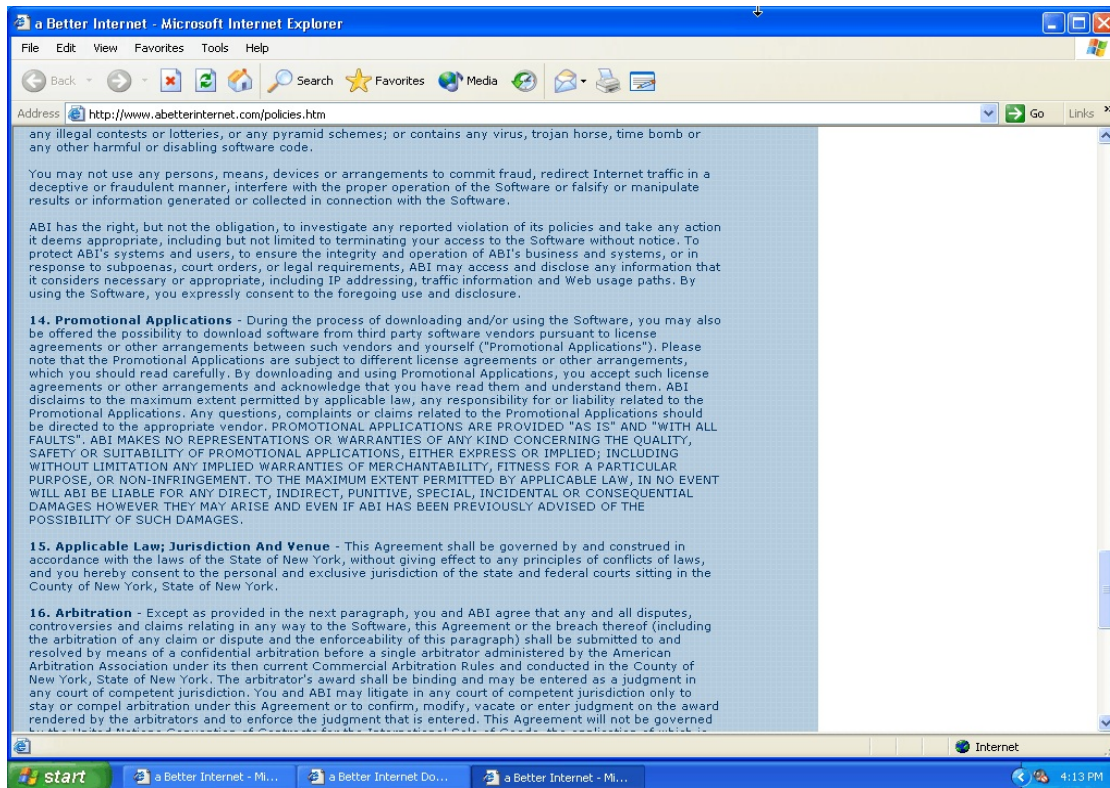 a Better Internet - Microsoft Internet Explorer
File Edit View Favorites Tools Help
Back Search Favorites Media
Address http://www.abetterinternet.com/policies.htm Go Links »
any illegal contests or lotteries, or any pyramid schemes; or contains any virus, trojan horse, time bomb or
any other harmful or disabling software code.
You may not use any persons, means, devices or arrangements to commit fraud, redirect Internet traffic in a
deceptive or fraudulent manner, interfere with the proper operation of the Software or falsify or manipulate
results or information generated or collected in connection with the Software.
ABI has the right, but not the obligation, to investigate any reported violation of its policies and take any action
it deems appropriate, including but not limited to terminating your access to the Software without notice. To
protect ABI's systems and users, to ensure the integrity and operation of ABI's business and systems, or in
response to subpoenas, court orders, or legal requirements, ABI may access and disclose any information that
it considers necessary or appropriate, including IP addressing, traffic information and Web usage paths. By
using the Software, you expressly consent to the foregoing use and disclosure.
14. Promotional Applications - During the process of downloading and/or using the Software, you may also
be offered the possibility to download software from third party software vendors pursuant to license
agreements or other arrangements between such vendors and yourself ("Promotional Applications"). Please
note that the Promotional Applications are subject to different license agreements or other arrangements,
which you should read carefully. By downloading and using Promotional Applications, you accept such license
agreements or other arrangements and acknowledge that you have read them and understand them. ABI
disclaims to the maximum extent permitted by applicable law, any responsibility for or liability related to the
Promotional Applications. Any questions, complaints or claims related to the Promotional Applications should
be directed to the appropriate vendor. PROMOTIONAL APPLICATIONS ARE PROVIDED "AS IS" AND "WITH ALL
FAULTS". ABI MAKES NO REPRESENTATIONS OR WARRANTIES OF ANY KIND CONCERNING THE QUALITY,
SAFETY OR SUITABILITY OF PROMOTIONAL APPLICATIONS, EITHER EXPRESS OR IMPLIED; INCLUDING
WITHOUT LIMITATION ANY IMPLIED WARRANTIES OF MERCHANTABILITY, FITNESS FOR A PARTICULAR
PURPOSE, OR NON-INFRINGEMENT. TO THE MAXIMUM EXTENT PERMITTED BY APPLICABLE LAW, IN NO EVENT
WILL ABI BE LIABLE FOR ANY DIRECT, INDIRECT, PUNITIVE, SPECIAL, INCIDENTAL OR CONSEQUENTIAL
DAMAGES HOWEVER THEY MAY ARISE AND EVEN IF ABI HAS BEEN PREVIOUSLY ADVISED OF THE
POSSIBILITY OF SUCH DAMAGES.
15. Applicable Law; Jurisdiction And Venue - This Agreement shall be governed by and construed in
accordance with the laws of the State of New York, without giving effect to any principles of conflicts of laws,
and you hereby consent to the personal and exclusive jurisdiction of the state and federal courts sitting in the
County of New York, State of New York.
16. Arbitration - Except as provided in the next paragraph, you and ABI agree that any and all disputes,
controversies and claims relating in any way to the Software, this Agreement or the breach thereof (including
the arbitration of any claim or dispute and the enforceability of this paragraph) shall be submitted to and
resolved by means of a confidential arbitration before a single arbitrator administered by the American
Arbitration Association under its then current Commercial Arbitration Rules and conducted in the County of
New York, State of New York. The arbitrator's award shall be binding and may be entered as a judgment in
any court of competent jurisdiction. You and ABI may litigate in any court of competent jurisdiction only to
stay or compel arbitration under this Agreement or to confirm, modify, vacate or enter judgment on the award
rendered by the arbitrators and to enforce the judgment that is entered. This Agreement will not be governed
by the United Nations Convention of Contracts for the International Sale of Goods, the application of which is
Internet
start a Better Internet - Mi... a Better Internet Do... a Better Internet - Mi... 4:13 PM